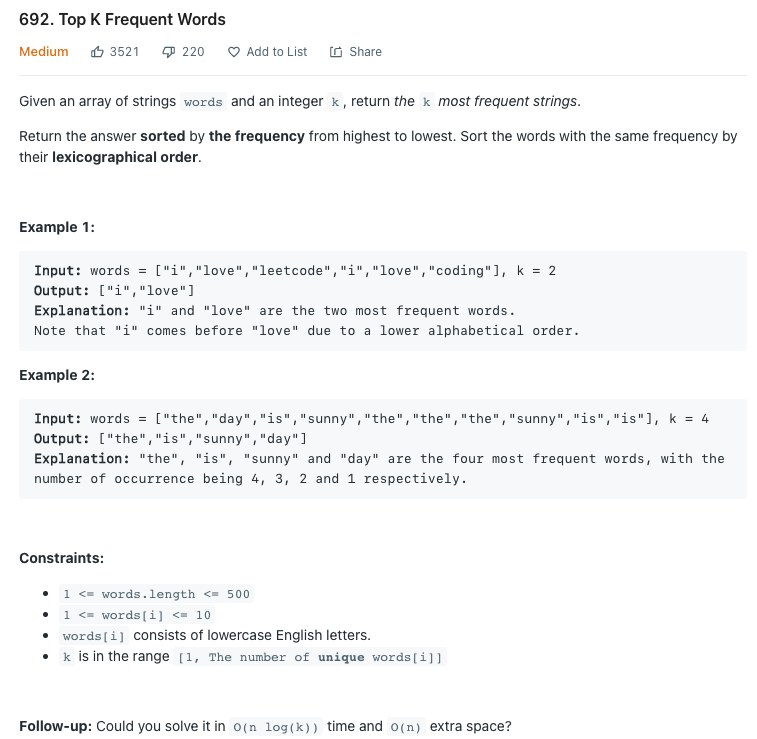 692. Top K Frequent Words
Medium 3521 220 Add to List Share
Given an array of strings words and an integer k, return the k most frequent strings.
Return the answer sorted by the frequency from highest to lowest. Sort the words with the same frequency by
their lexicographical order.
Example 1:
Input: words = ["i","love","leetcode","i","love","coding"], k = 2
Output: ["i","love"]
Explanation: "i" and "love" are the two most frequent words.
Note that "i" comes before "love" due to a lower alphabetical order.
Example 2:
Input: words = ["the","day","is","sunny","the","the","the","sunny","is","is"], k = 4
Output: ["the","is","sunny","day"]
Explanation: "the", "is", "sunny" and "day" are the four most frequent words, with the
number of occurrence being 4, 3, 2 and 1 respectively.
Constraints:
• 1 <= words.length <= 500
• 1 <= words[i] <= 10
• words[i] consists of lowercase English letters.
• k is in the range [1, The number of unique words[i]]
Follow-up: Could you solve it in O(n log(k)) time and O(n) extra space?